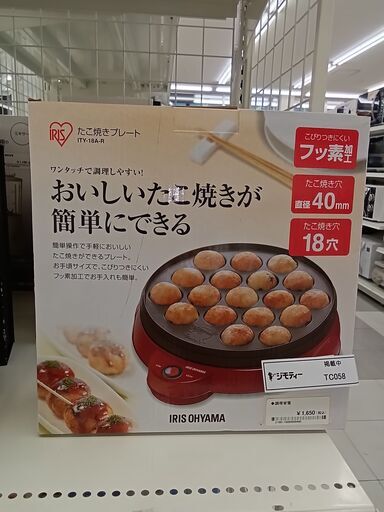 IRIS
たこ焼きプレート
ITY-18A-R
ワンタッチで調理しやすい!
おいしいたこ焼きが
簡単にできる
簡単操作で手軽においしい
たこ焼きができるプレート。
お手頃サイズで、こびりつきにくい
フッ素加工でお手入れも簡単。
こびりつきにくい
フッ素加工
たこ焼き穴
直径40mm
たこ焼き穴
18穴
IRIS OHYAMA
掲載中
ジモティー
TC058
¥1,650(税込)